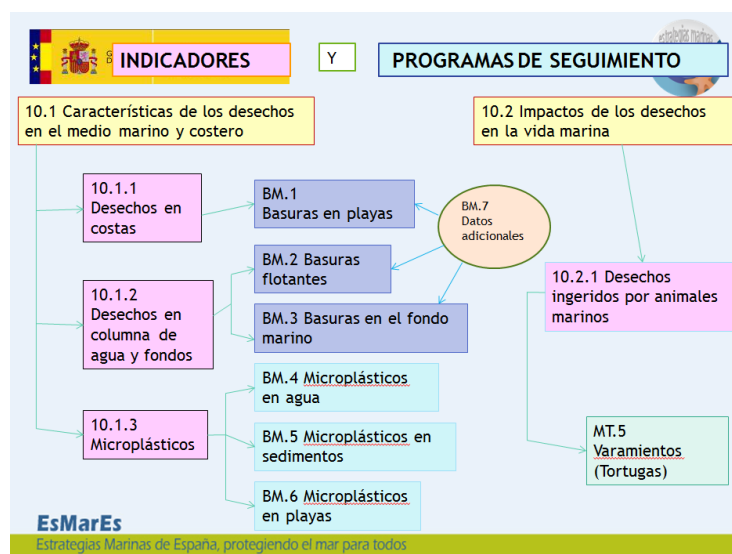 INDICADORES
Y
PROGRAMAS DE SEGUIMIENTO
estrategias marinas
10.1 Características de los desechos
en el medio marino y costero
10.2 Impactos de los desechos
en la vida marina
10.1.1
Desechos en
costas
BM.1
Basuras en playas
BM.7
Datos
adicionales
10.1.2
Desechos en
columna de
agua y fondos
BM.2 Basuras
flotantes
BM.3 Basuras en el fondo
marino
10.2.1 Desechos
ingeridos por animales
marinos
10.1.3
Microplásticos
BM.4 Microplásticos
en agua
BM.5 Microplásticos en
sedimentos
BM.6 Microplásticos
en playas
MT.5
Varamientos
(Tortugas)
EsMarEs
Estrategias Marinas de España, protegiendo el mar para todos